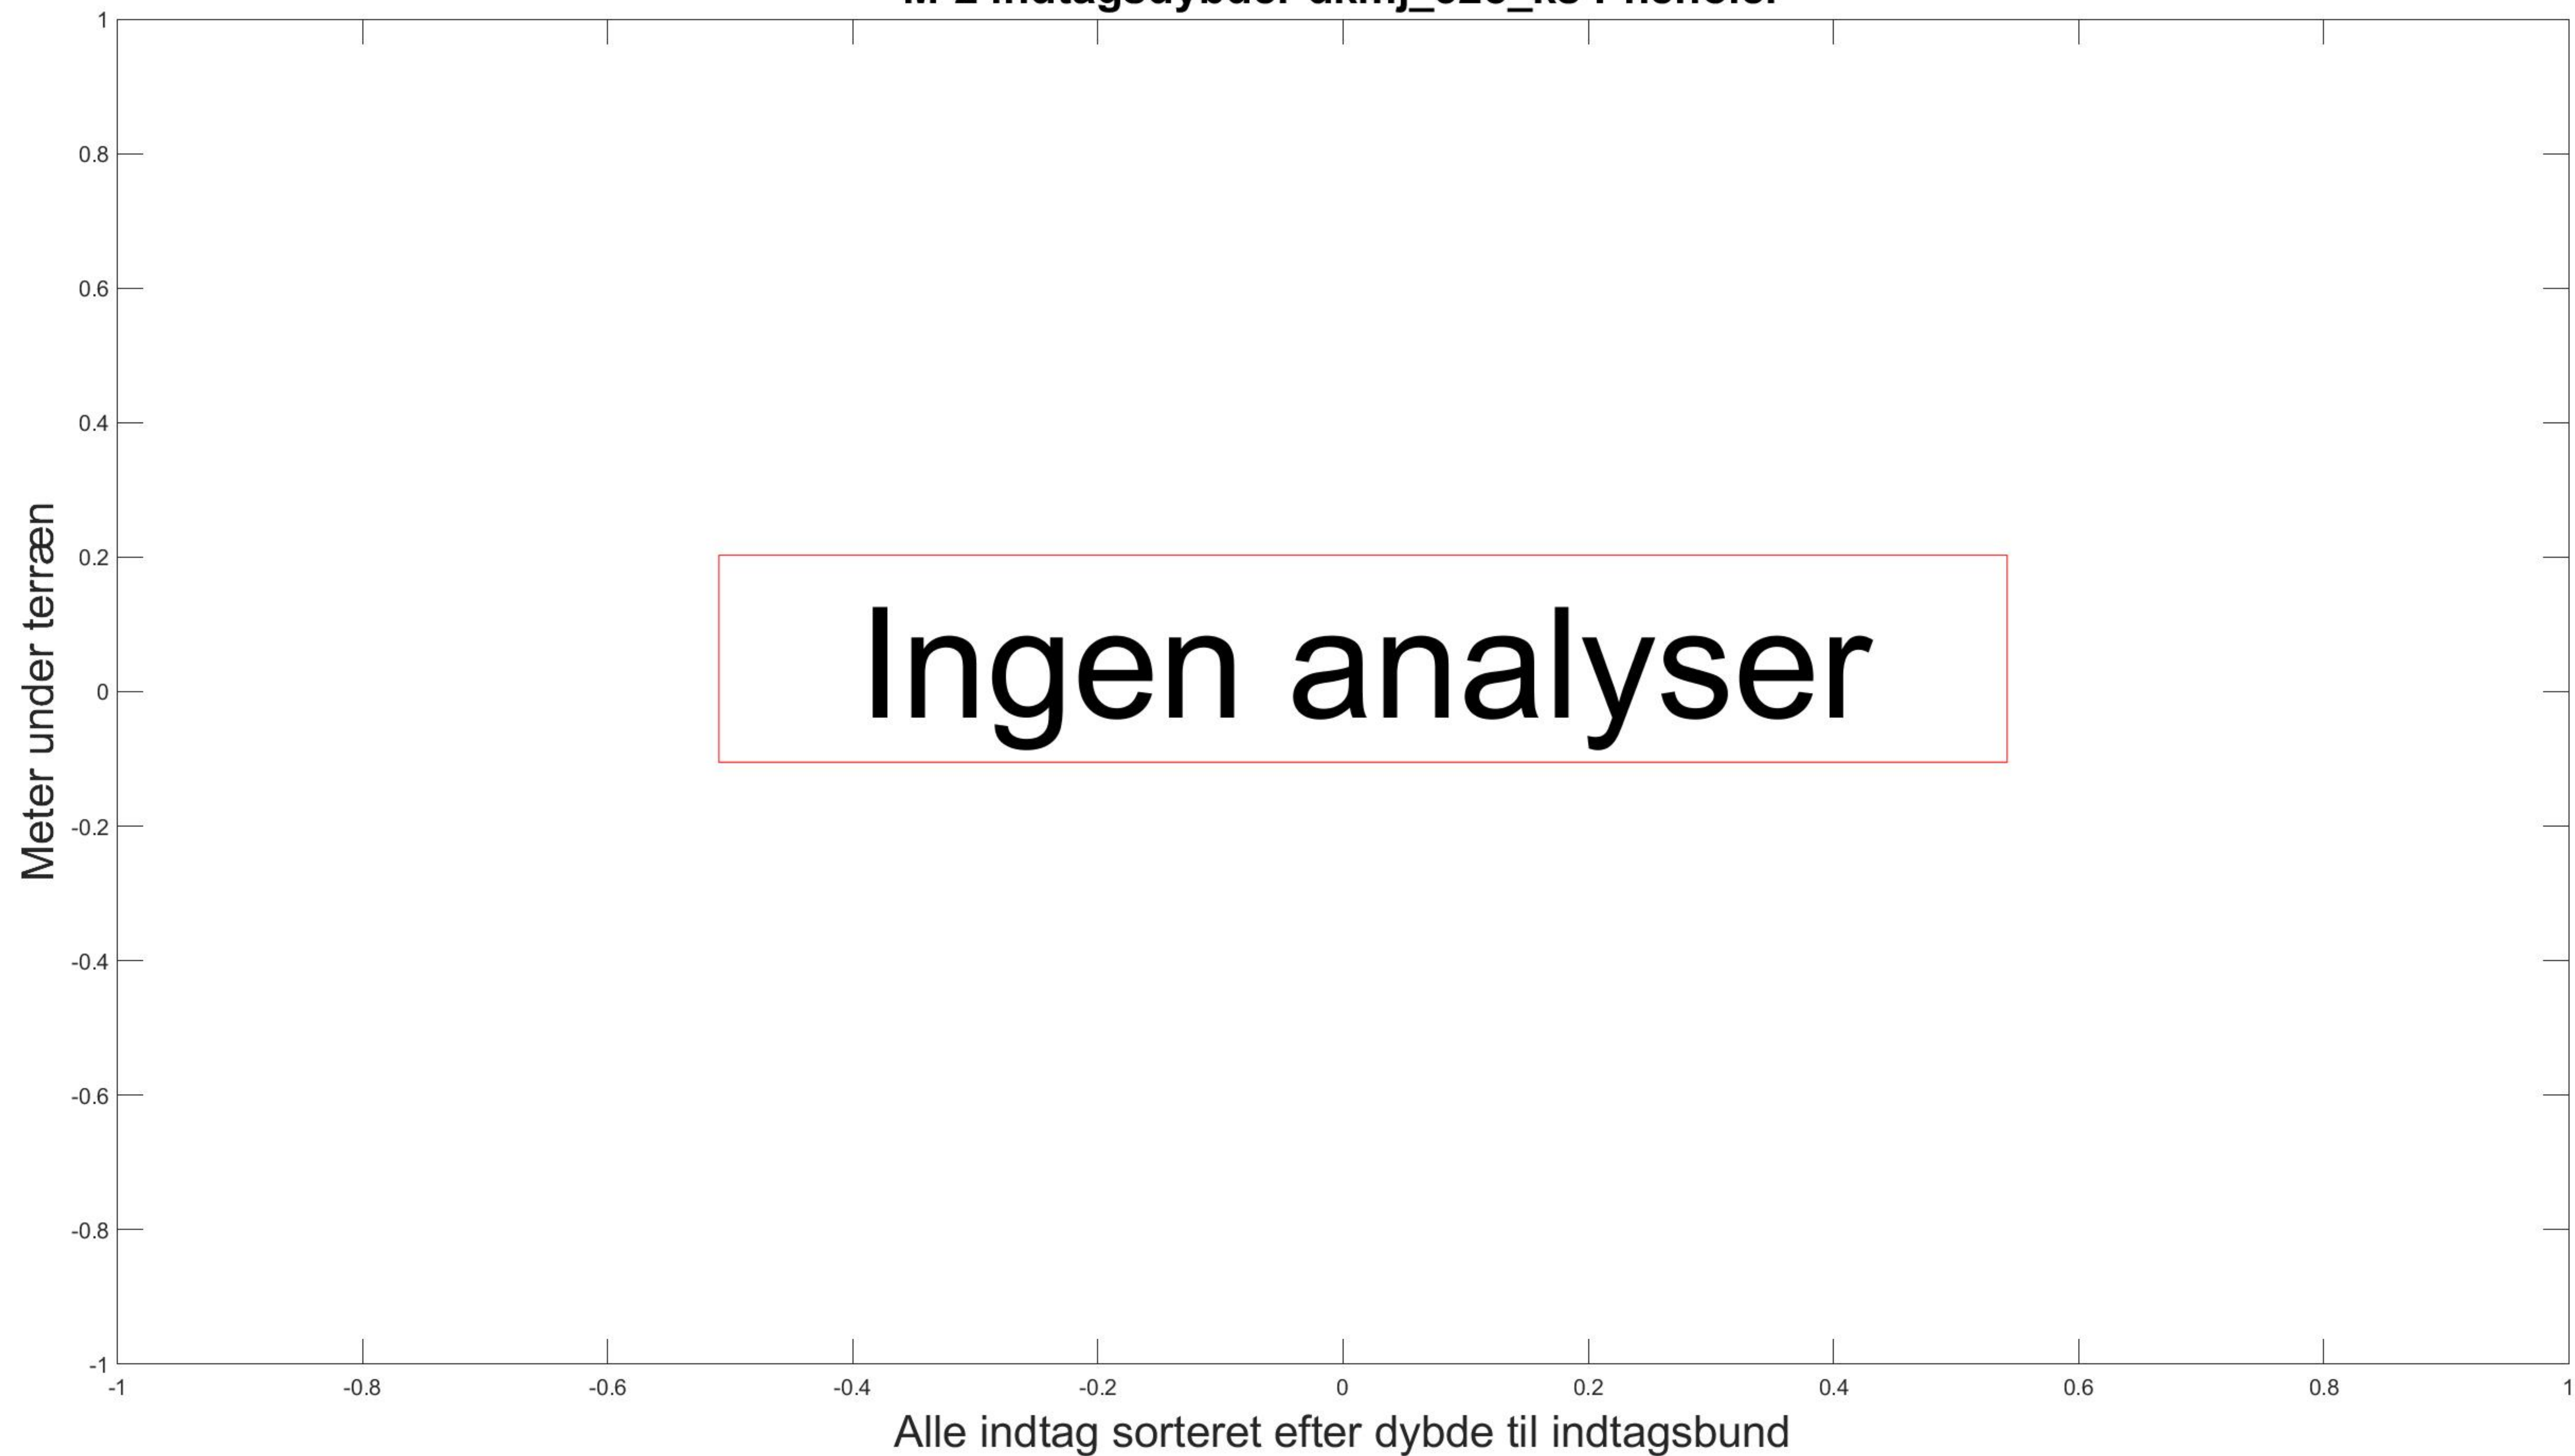 1
0.8
0.6
0.4
0.2
0
-0.2
-0.4
-0.6
-0.8
-1
Meter under terræn
Ingen analyser
-1 -0.8 -0.6 -0.4 -0.2 0 0.2 0.4 0.6 0.8 1
Alle indtag sorteret efter dybde til indtagsbund